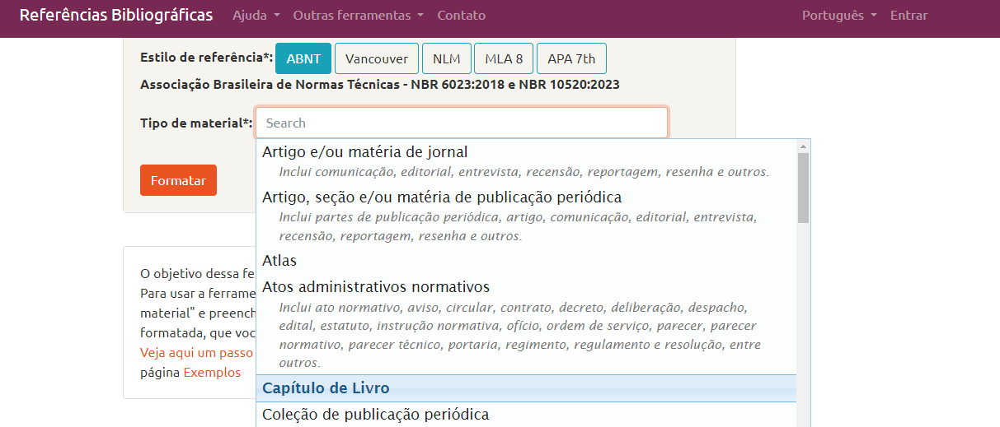 Referências Bibliográficas Ajuda Outras ferramentas Contato Português Entrar
Estilo de referência*: ABNT Vancouver NLM MLA 8 APA 7th
Associação Brasileira de Normas Técnicas - NBR 6023:2018 e NBR 10520:2023
Tipo de material*: Search
Artigo e/ou matéria de jornal
Inclui comunicação, editorial, entrevista, recensão, reportagem, resenha e outros.
Formatar
Artigo, seção e/ou matéria de publicação periódica
Inclui partes de publicação periódica, artigo, comunicação, editorial, entrevista,
recensão, reportagem, resenha e outros.
Atlas
Atos administrativos normativos
Inclui ato normativo, aviso, circular, contrato, decreto, deliberação, despacho,
edital, estatuto, instrução normativa, ofício, ordem de serviço, parecer, parecer
normativo, parecer técnico, portaria, regimento, regulamento e resolução, entre
outros.
Capítulo de Livro
Coleção de publicação periódica
O objetivo dessa fe
Para usar a ferrame
material" e preench
formatada, que voc
Veja aqui um passo
página Exemplos